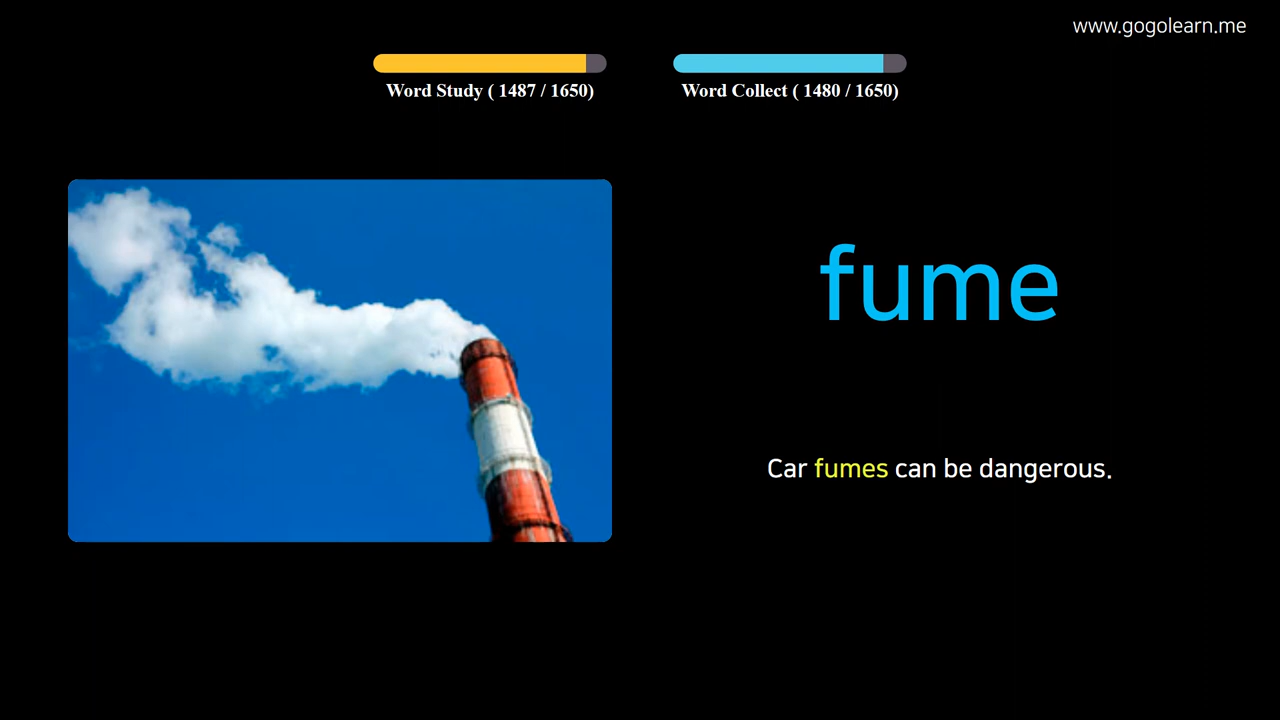 www.gogolearn.me
Word Study ( 1487 / 1650)
Word Collect ( 1480 / 1650)
fume
Car fumes can be dangerous.